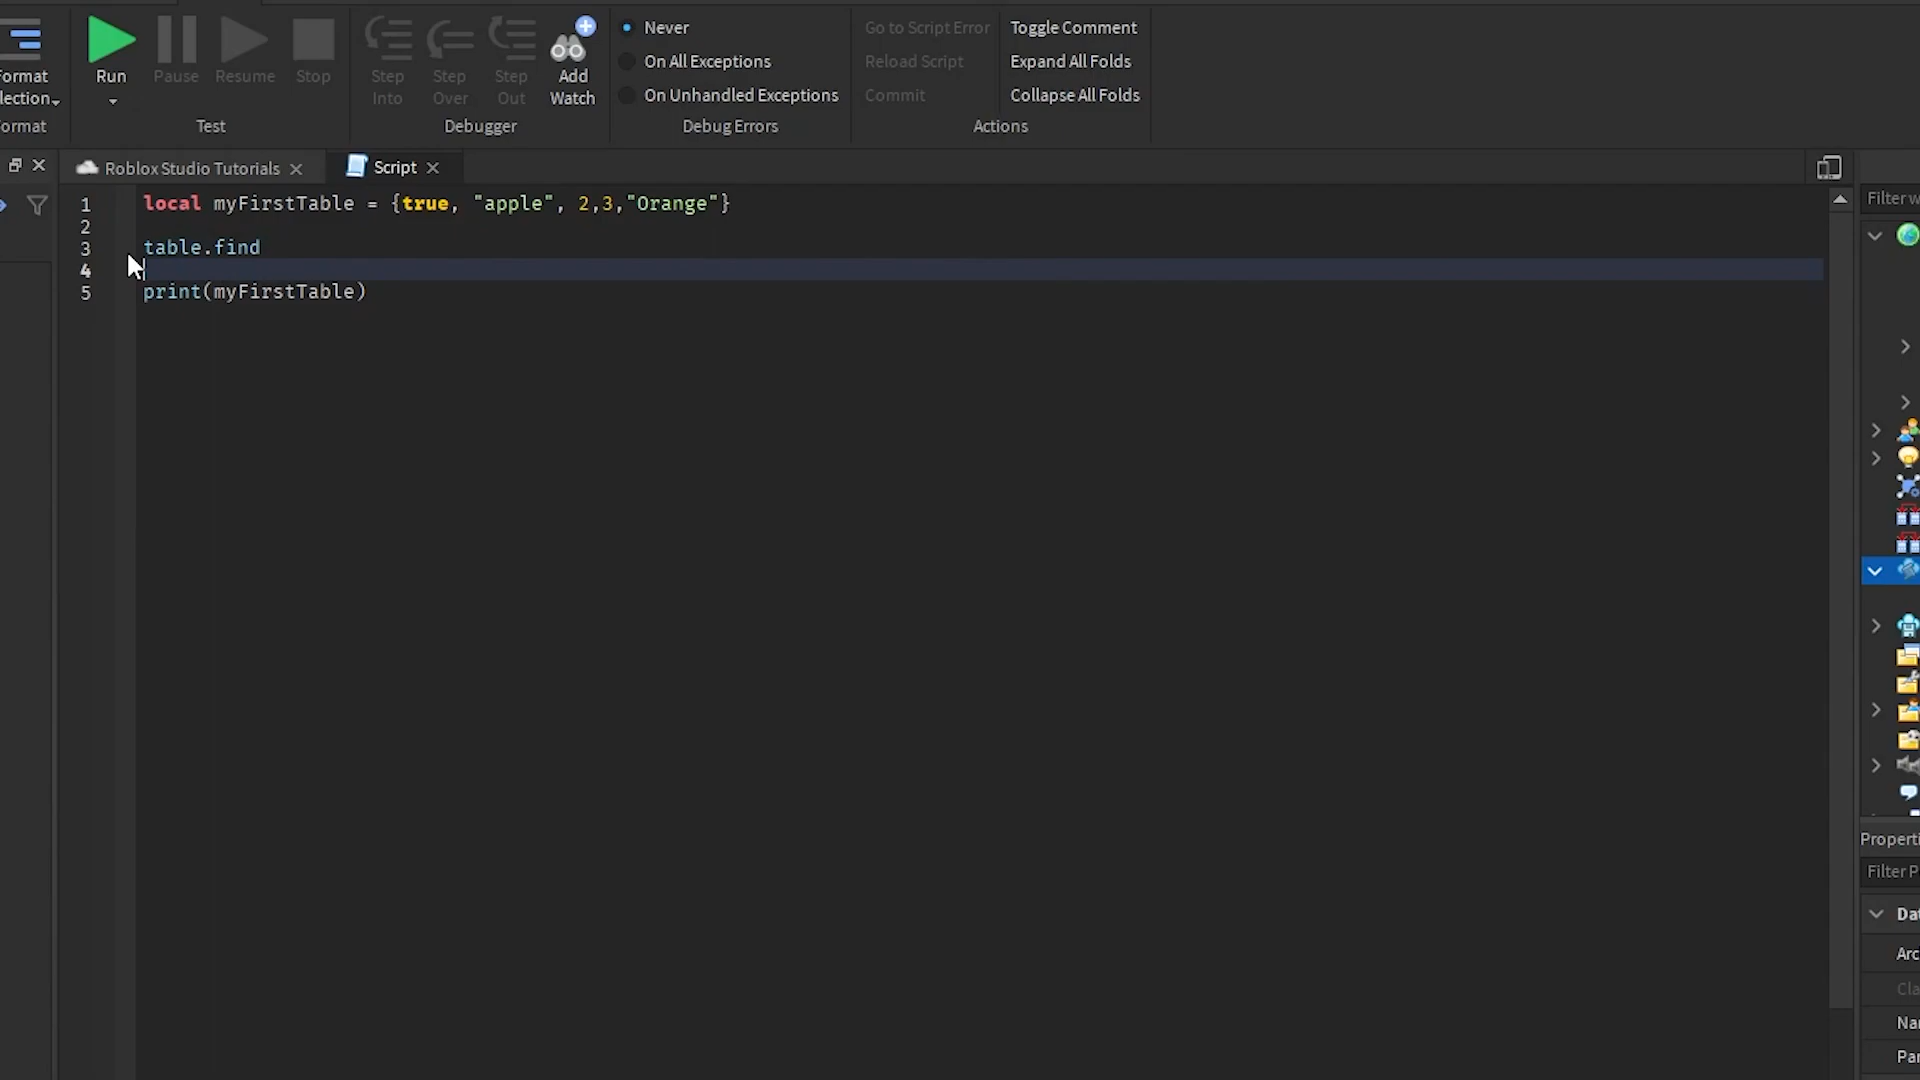 Format
Selection
Format
Run
Pause
Resume
Stop
Test
Step Into
Step Over
Step Out
Add Watch
Debugger
Never
On All Exceptions
On Unhandled Exceptions
Debug Errors
Go to Script Error
Reload Script
Commit
Toggle Comment
Expand All Folds
Collapse All Folds
Actions
Roblox Studio Tutorials
Script
1 local myFirstTable = {true, "apple", 2,3,"Orange"}
2
3 table.find
4
5 print(myFirstTable)
Filter w
Properti
Filter P
Da
Arc
Cla
Na
Par